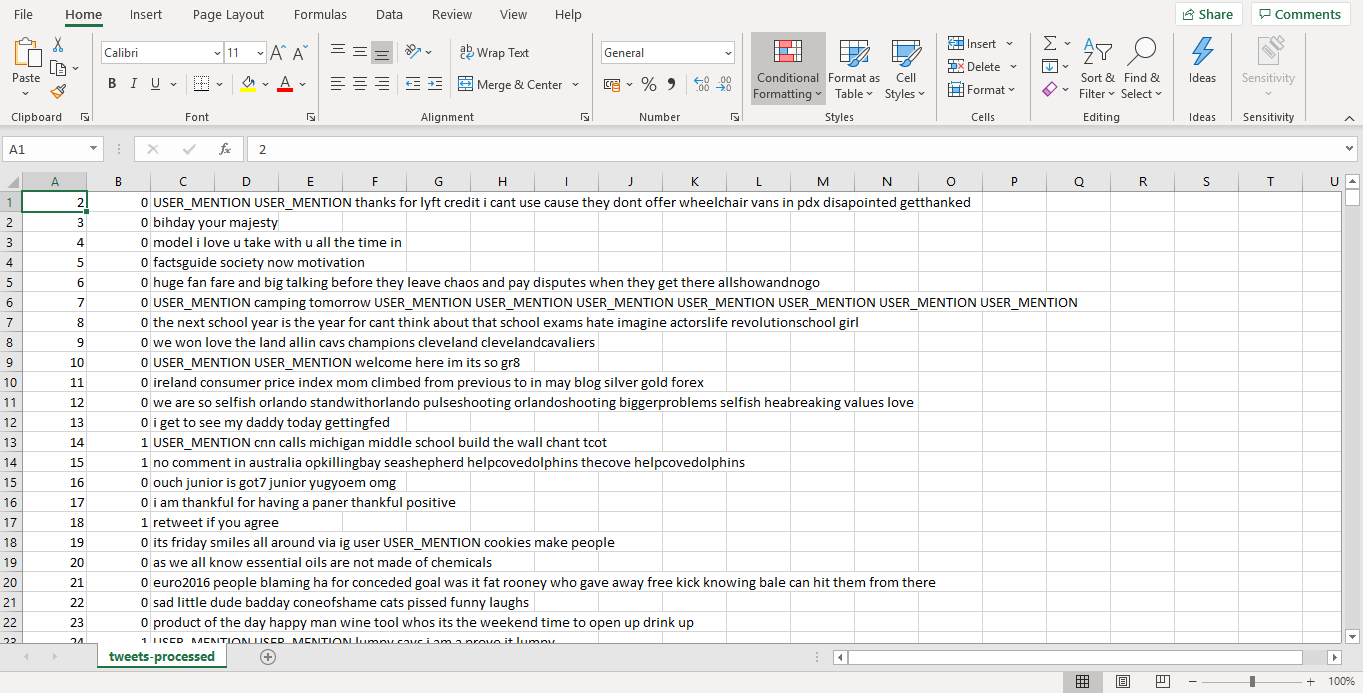 File Home Insert Page Layout Formulas Data Review View Help Share Comments
Calibri 11 Wrap Text General Insert Σ
Paste Conditional Formatting Format as Table Cell Styles Delete Sort & Filter Find & Select Ideas Sensitivity
B I U A Merge & Center % Format
Clipboard Font Alignment Number Styles Cells Editing Ideas Sensitivity
A1 fx 2
A B C D E F G H I J K L M N O P Q R S T U
1 2 0 USER_MENTION USER_MENTION thanks for lyft credit i cant use cause they dont offer wheelchair vans in pdx disapointed getthanked
2 3 0 bihday your majesty
3 4 0 model i love u take with u all the time in
4 5 0 factsguide society now motivation
5 6 0 huge fan fare and big talking before they leave chaos and pay disputes when they get there allshowandnogo
6 7 0 USER_MENTION camping tomorrow USER_MENTION USER_MENTION USER_MENTION USER_MENTION USER_MENTION USER_MENTION USER_MENTION
7 8 0 the next school year is the year for cant think about that school exams hate imagine actorslife revolutionschool girl
8 9 0 we won love the land allin cavs champions cleveland clevelandcavaliers
9 10 0 USER_MENTION USER_MENTION welcome here im its so gr8
10 11 0 ireland consumer price index mom climbed from previous to in may blog silver gold forex
11 12 0 we are so selfish orlando standwithorlando pulseshooting orlandoshooting biggerproblems selfish heabreaking values love
12 13 0 i get to see my daddy today gettingfed
13 14 1 USER_MENTION cnn calls michigan middle school build the wall chant tcot
14 15 1 no comment in australia opkillingbay seashepherd helpcovedolphins thecove helpcovedolphins
15 16 0 ouch junior is got7 junior yugyoem omg
16 17 0 i am thankful for having a paner thankful positive
17 18 1 retweet if you agree
18 19 0 its friday smiles all around via ig user USER_MENTION cookies make people
19 20 0 as we all know essential oils are not made of chemicals
20 21 0 euro2016 people blaming ha for conceded goal was it fat rooney who gave away free kick knowing bale can hit them from there
21 22 0 sad little dude badday coneofshame cats pissed funny laughs
22 23 0 product of the day happy man wine tool whos its the weekend time to open up drink up
23 24 1 USER_MENTION USER_MENTION lumpy says i am a prove it lumpy
tweets-processed
100%